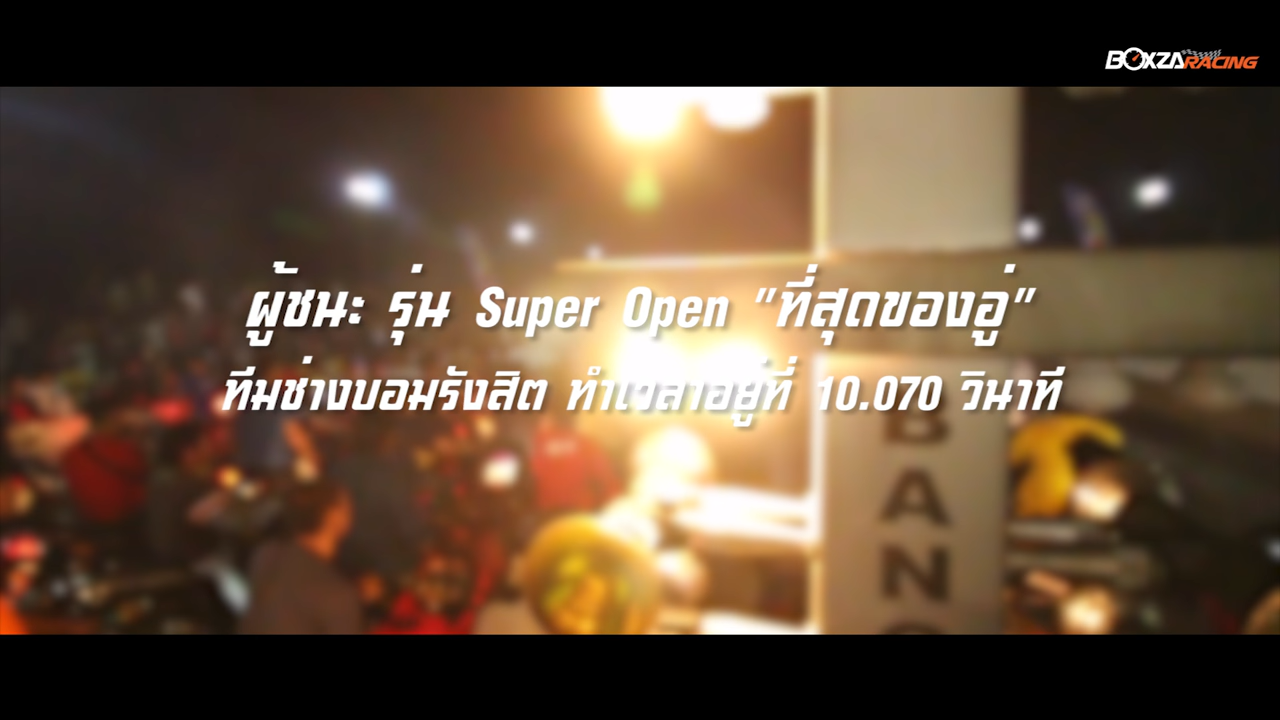 BOXZARACING
ผู้ชนะ รุ่น Super Open "ที่สุดของอู่"
ทีมช่างบอมรังสิต ทำเวลาอยู่ที่ 10.070 วินาที
BAN